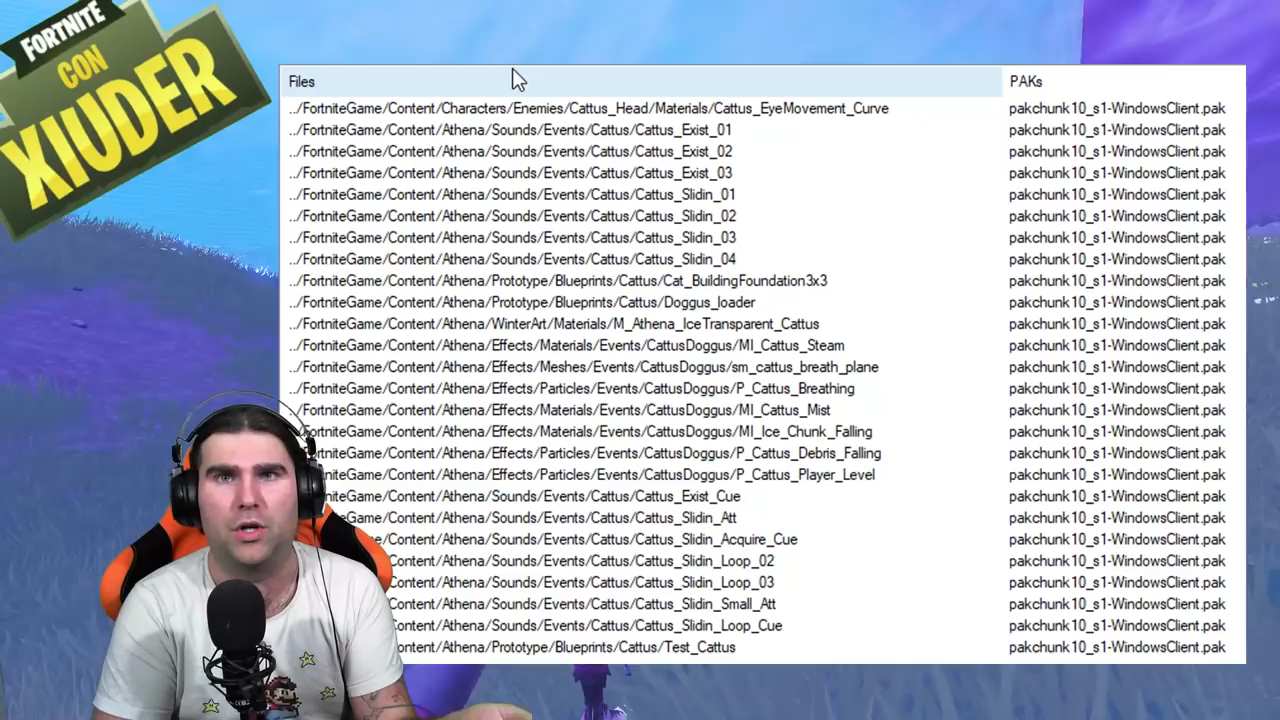 FORTNITE
CON
XIUDER
Files PAKs
../FortniteGame/Content/Characters/Enemies/Cattus_Head/Materials/Cattus_EyeMovement_Curve pakchunk10_s1-WindowsClient.pak
../FortniteGame/Content/Athena/Sounds/Events/Cattus/Cattus_Exist_01 pakchunk10_s1-WindowsClient.pak
../FortniteGame/Content/Athena/Sounds/Events/Cattus/Cattus_Exist_02 pakchunk10_s1-WindowsClient.pak
../FortniteGame/Content/Athena/Sounds/Events/Cattus/Cattus_Exist_03 pakchunk10_s1-WindowsClient.pak
../FortniteGame/Content/Athena/Sounds/Events/Cattus/Cattus_Slidin_01 pakchunk10_s1-WindowsClient.pak
../FortniteGame/Content/Athena/Sounds/Events/Cattus/Cattus_Slidin_02 pakchunk10_s1-WindowsClient.pak
../FortniteGame/Content/Athena/Sounds/Events/Cattus/Cattus_Slidin_03 pakchunk10_s1-WindowsClient.pak
../FortniteGame/Content/Athena/Sounds/Events/Cattus/Cattus_Slidin_04 pakchunk10_s1-WindowsClient.pak
../FortniteGame/Content/Athena/Prototype/Blueprints/Cattus/Cat_BuildingFoundation3x3 pakchunk10_s1-WindowsClient.pak
../FortniteGame/Content/Athena/Prototype/Blueprints/Cattus/Doggus_loader pakchunk10_s1-WindowsClient.pak
../FortniteGame/Content/Athena/WinterArt/Materials/M_Athena_IceTransparent_Cattus pakchunk10_s1-WindowsClient.pak
../FortniteGame/Content/Athena/Effects/Materials/Events/CattusDoggus/MI_Cattus_Steam pakchunk10_s1-WindowsClient.pak
../FortniteGame/Content/Athena/Effects/Meshes/Events/CattusDoggus/sm_cattus_breath_plane pakchunk10_s1-WindowsClient.pak
../FortniteGame/Content/Athena/Effects/Particles/Events/CattusDoggus/P_Cattus_Breathing pakchunk10_s1-WindowsClient.pak
../FortniteGame/Content/Athena/Effects/Materials/Events/CattusDoggus/MI_Cattus_Mist pakchunk10_s1-WindowsClient.pak
FortniteGame/Content/Athena/Effects/Materials/Events/CattusDoggus/MI_Ice_Chunk_Falling pakchunk10_s1-WindowsClient.pak
rtniteGame/Content/Athena/Effects/Particles/Events/CattusDoggus/P_Cattus_Debris_Falling pakchunk10_s1-WindowsClient.pak
niteGame/Content/Athena/Effects/Particles/Events/CattusDoggus/P_Cattus_Player_Level pakchunk10_s1-WindowsClient.pak
niteGame/Content/Athena/Sounds/Events/Cattus/Cattus_Exist_Cue pakchunk10_s1-WindowsClient.pak
teGame/Content/Athena/Sounds/Events/Cattus/Cattus_Slidin_Att pakchunk10_s1-WindowsClient.pak
e/Content/Athena/Sounds/Events/Cattus/Cattus_Slidin_Acquire_Cue pakchunk10_s1-WindowsClient.pak
Content/Athena/Sounds/Events/Cattus/Cattus_Slidin_Loop_02 pakchunk10_s1-WindowsClient.pak
Content/Athena/Sounds/Events/Cattus/Cattus_Slidin_Loop_03 pakchunk10_s1-WindowsClient.pak
Content/Athena/Sounds/Events/Cattus/Cattus_Slidin_Small_Att pakchunk10_s1-WindowsClient.pak
Content/Athena/Sounds/Events/Cattus/Cattus_Slidin_Loop_Cue pakchunk10_s1-WindowsClient.pak
Content/Athena/Prototype/Blueprints/Cattus/Test_Cattus pakchunk10_s1-WindowsClient.pak